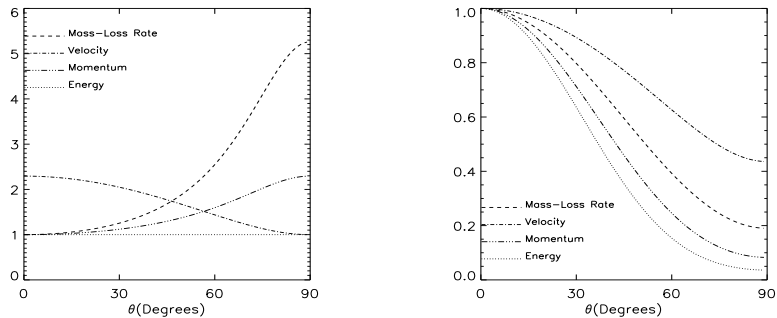 6
5
4
3
2
1
0
Mass-Loss Rate
Velocity
Momentum
Energy
0 30 60 90
θ(Degrees)
1.0
0.8
0.6
0.4
0.2
0.0
Mass-Loss Rate
Velocity
Momentum
Energy
0 30 60 90
θ(Degrees)